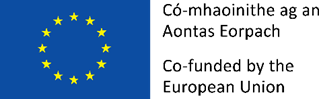 Có-mhaoinithe ag an
Aontas Eorpach
Co-funded by the
European Union